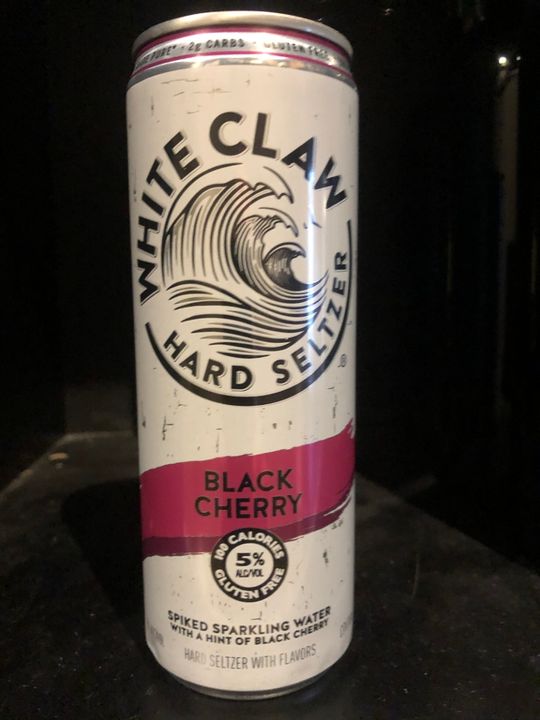 PURE* • 2g CARBS • GLUTEN FREE
WHITE CLAW
HARD SELTZER
®
BLACK
CHERRY
100 CALORIES
5%
ALC/VOL
GLUTEN FREE
SPIKED SPARKLING WATER
WITH A HINT OF BLACK CHERRY
HARD SELTZER WITH FLAVORS